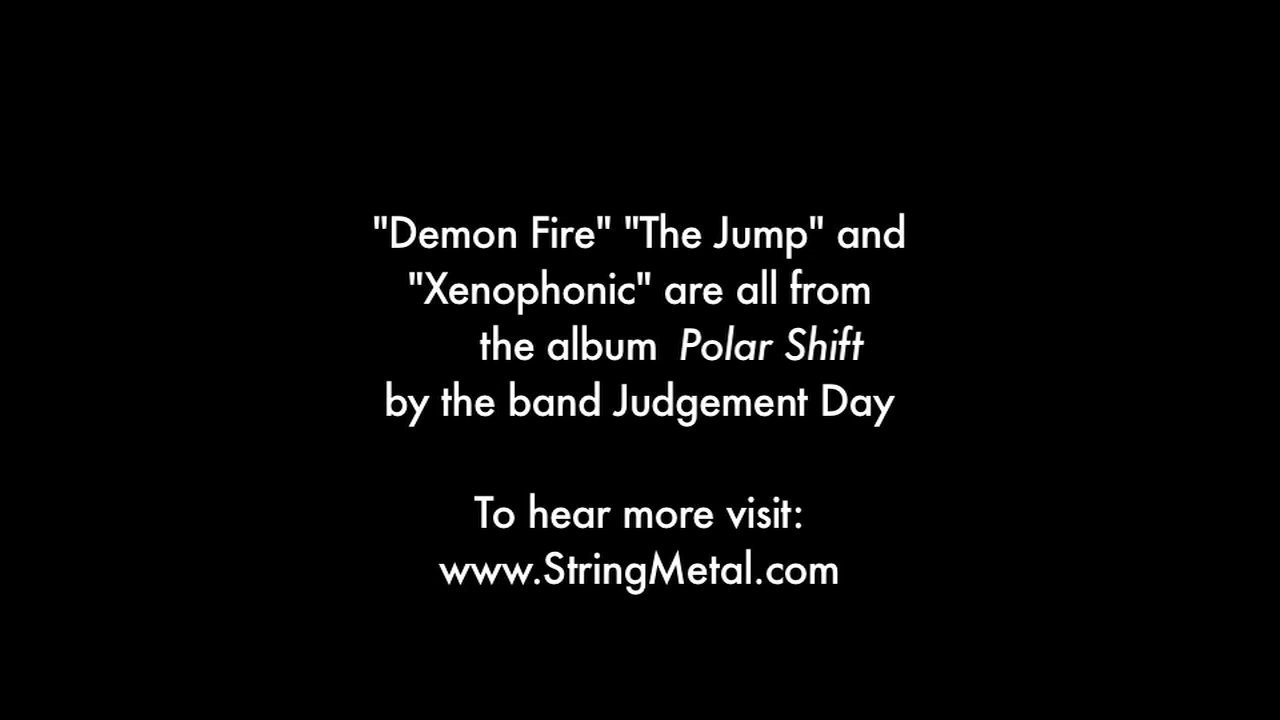 "Demon Fire" "The Jump" and
"Xenophonic" are all from
the album Polar Shift
by the band Judgement Day
To hear more visit:
www.StringMetal.com